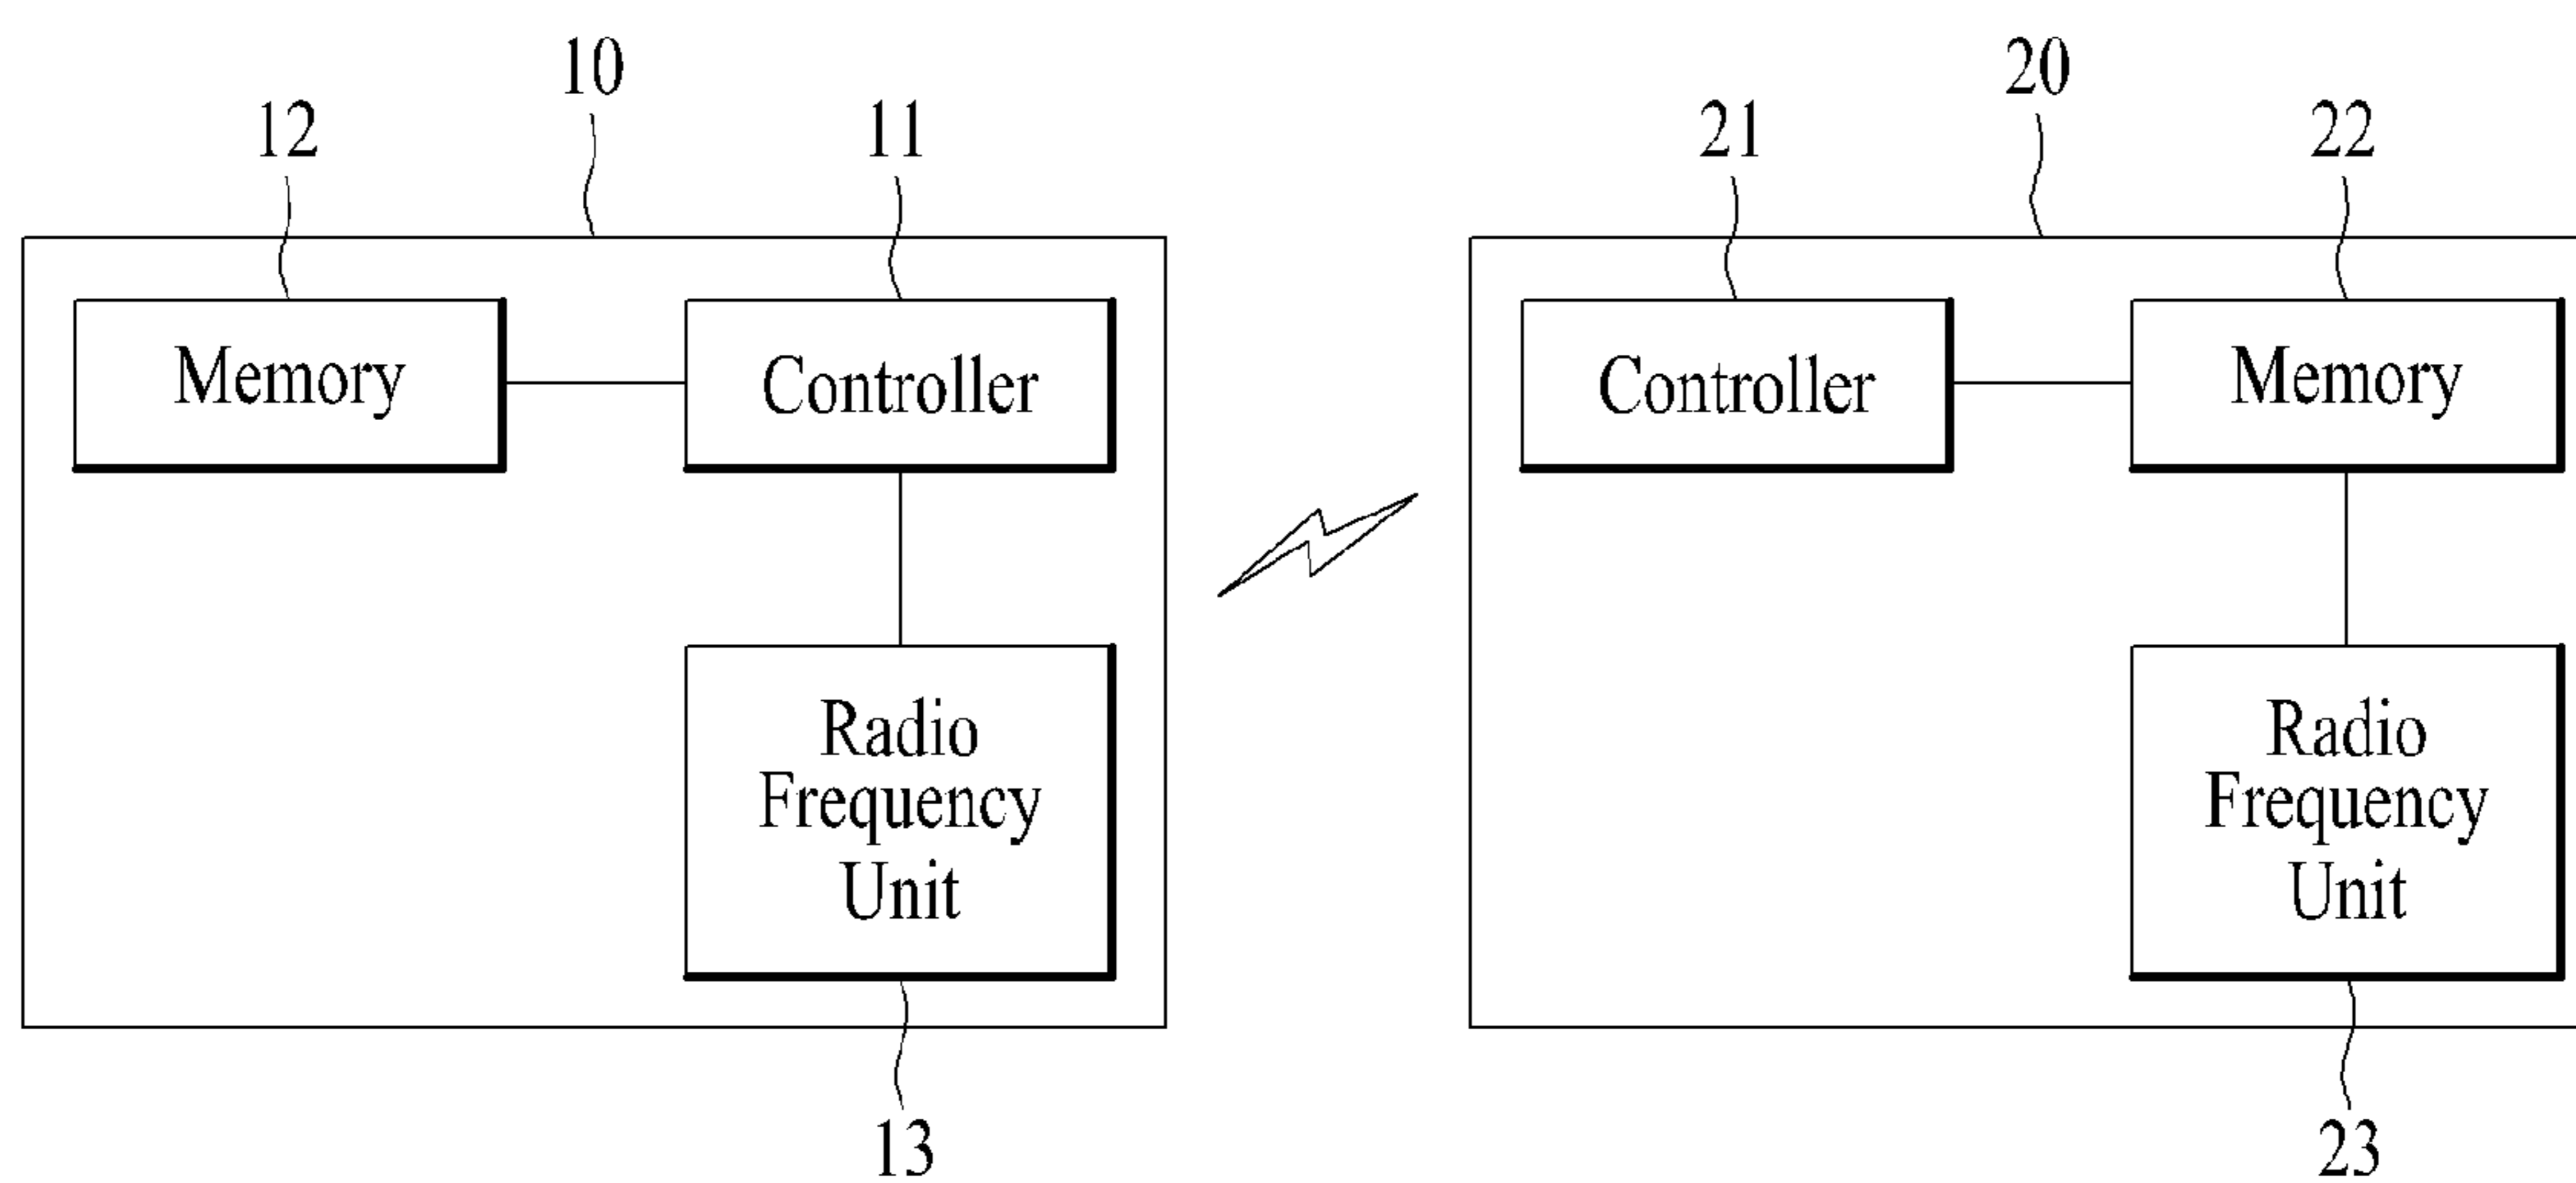 10
20
12
11
21
22
Memory
Controller
Controller
Memory
Radio
Frequency
Unit
Radio
Frequency
Unit
13
23